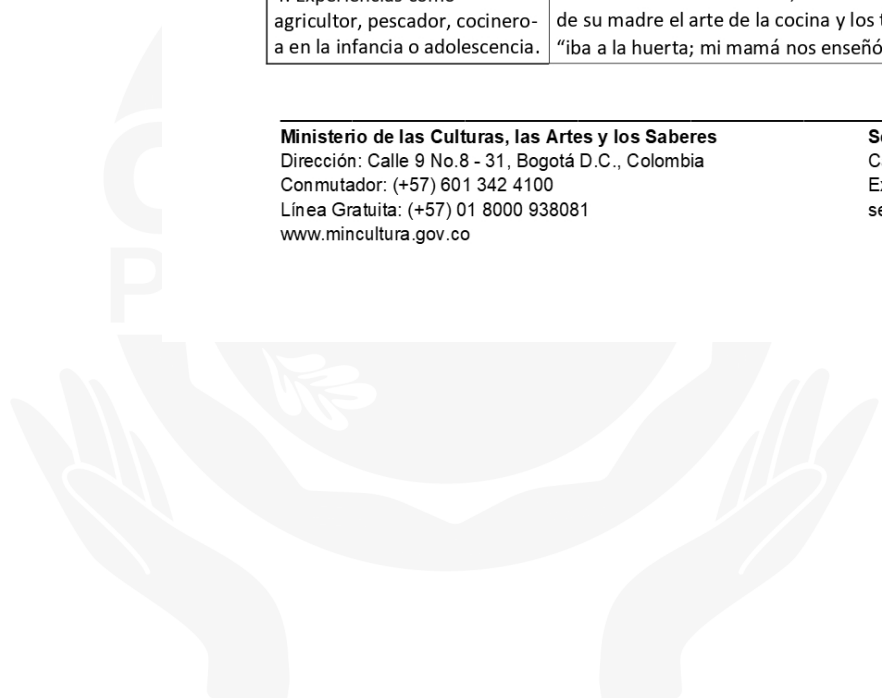 agricultor, pescador, cocinero-
a en la infancia o adolescencia.
de su madre el arte de la cocina y los
“iba a la huerta; mi mamá nos enseñó
Ministerio de las Culturas, las Artes y los Saberes
Dirección: Calle 9 No.8 - 31, Bogotá D.C., Colombia
Conmutador: (+57) 601 342 4100
Línea Gratuita: (+57) 01 8000 938081
www.mincultura.gov.co